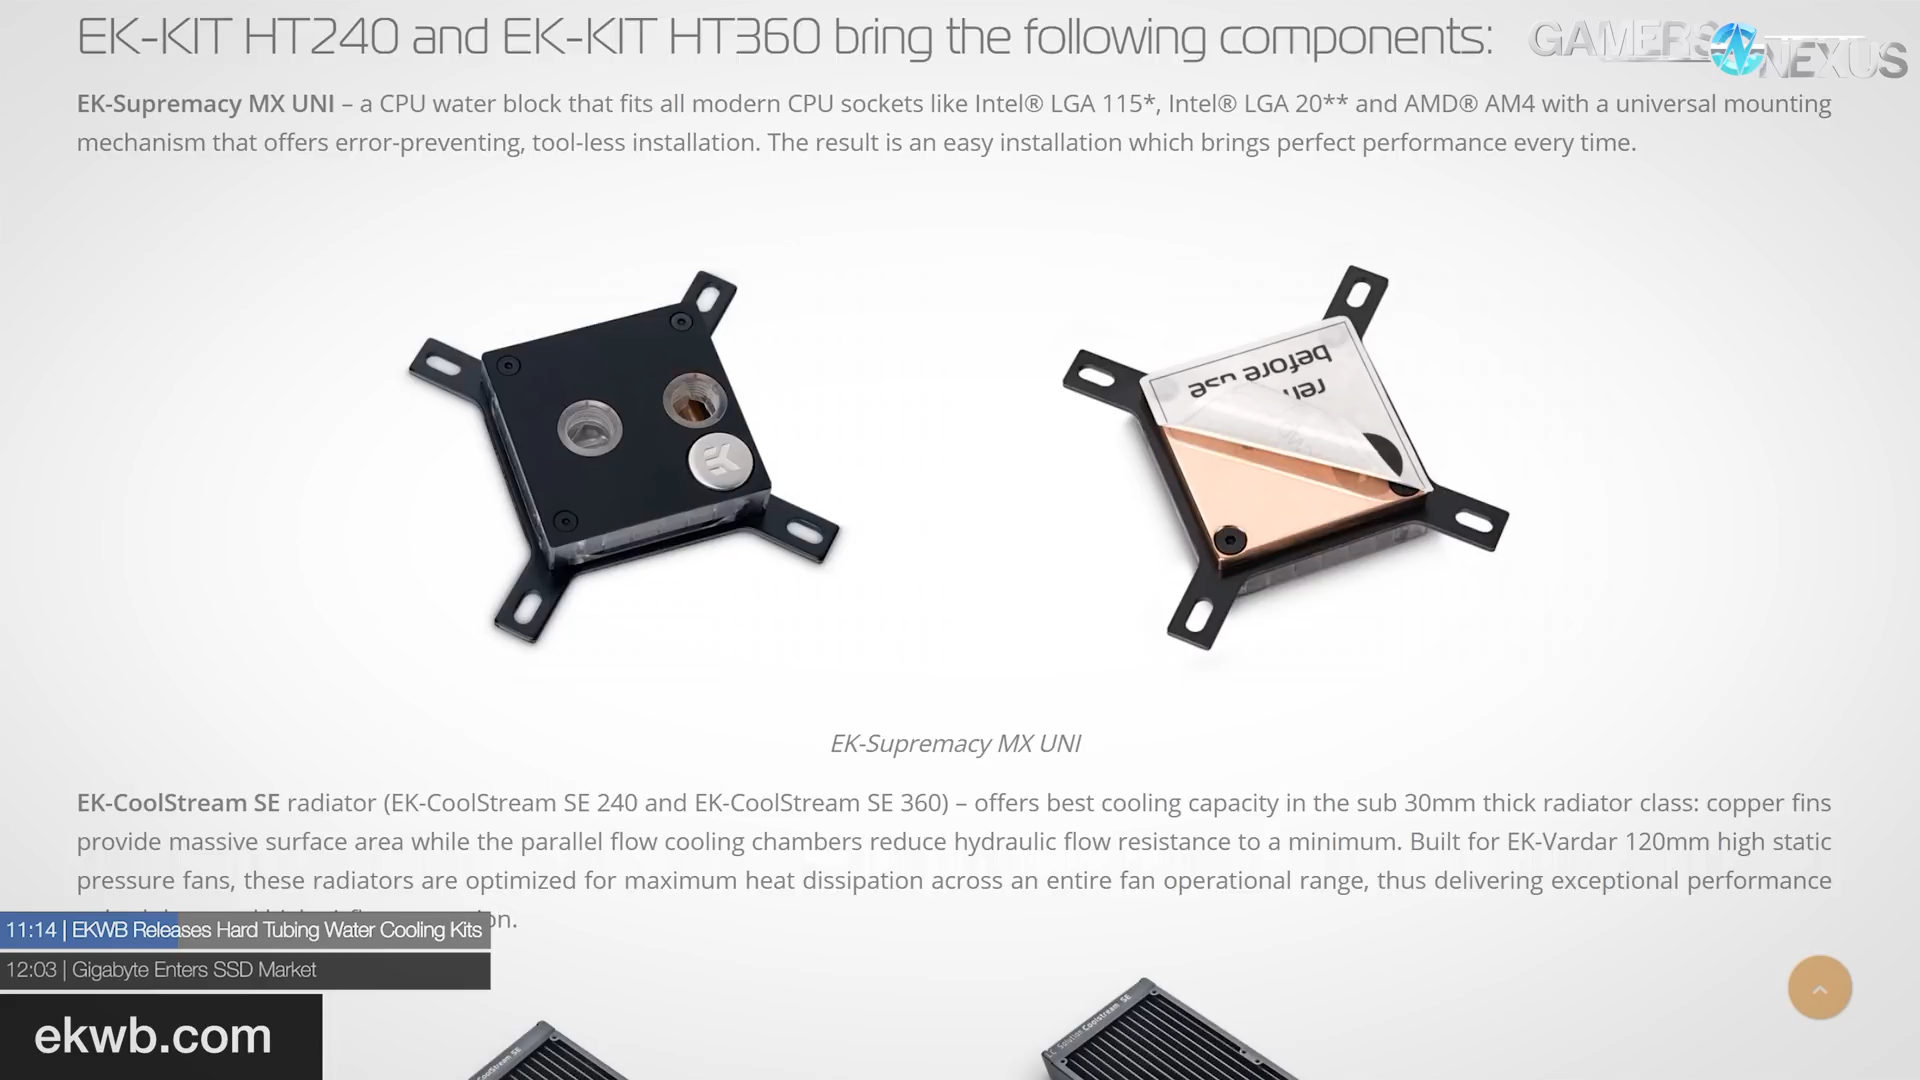 EK-KIT HT240 and EK-KIT HT360 bring the following components:
GAMERS NEXUS
EK-Supremacy MX UNI – a CPU water block that fits all modern CPU sockets like Intel® LGA 115*, Intel® LGA 20** and AMD® AM4 with a universal mounting
mechanism that offers error-preventing, tool-less installation. The result is an easy installation which brings perfect performance every time.
EK
before use
EK-Supremacy MX UNI
EK-CoolStream SE radiator (EK-CoolStream SE 240 and EK-CoolStream SE 360) – offers best cooling capacity in the sub 30mm thick radiator class: copper fins
provide massive surface area while the parallel flow cooling chambers reduce hydraulic flow resistance to a minimum. Built for EK-Vardar 120mm high static
pressure fans, these radiators are optimized for maximum heat dissipation across an entire fan operational range, thus delivering exceptional performance
11:14 | EKWB Releases Hard Tubing Water Cooling Kits
12:03 | Gigabyte Enters SSD Market
ekwb.com
CoolStream SE
Solution Coolstream SE